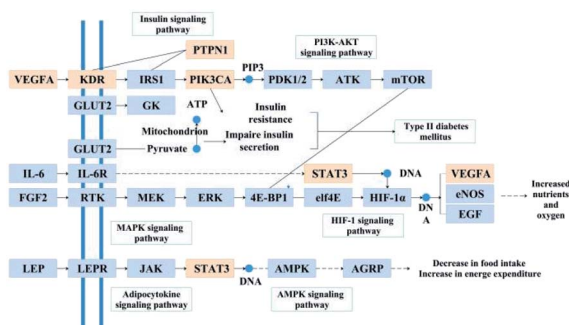 Insulin signaling
pathway
PTPN1
PI3K-AKT
signaling pathway
PIP3
VEGFA
KDR
IRS1
PIK3CA
PDK1/2
ATK
mTOR
GLUT2
GK
ATP
Insulin
resistance
Mitochondrion
Impaire insulin
secretion
Type II diabetes
mellitus
GLUT2
Pyruvate
IL-6
IL-6R
STAT3
DNA
VEGFA
FGF2
RTK
MEK
ERK
4E-BP1
elf4E
HIF-1α
DN
A
eNOS
EGF
Increased
nutrients
and
oxygen
MAPK signaling
pathway
HIF-1 signaling
pathway
LEP
LEPR
JAK
STAT3
DNA
AMPK
AGRP
Decrease in food intake
Increase in energy expenditure
Adipocytokine
signaling pathway
AMPK signaling
pathway